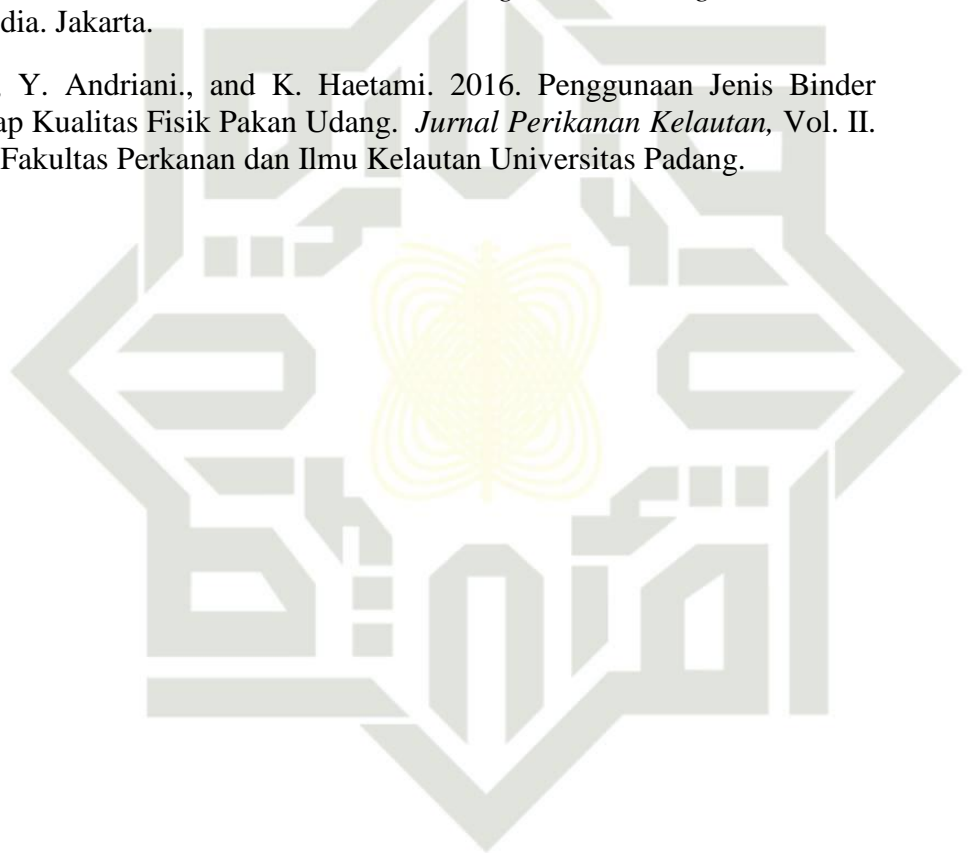 dia. Jakarta.
Y. Andriani., and K. Haetami. 2016. Penggunaan Jenis Binder
ap Kualitas Fisik Pakan Udang. Jurnal Perikanan Kelautan, Vol. II.
Fakultas Perkanan dan Ilmu Kelautan Universitas Padang.